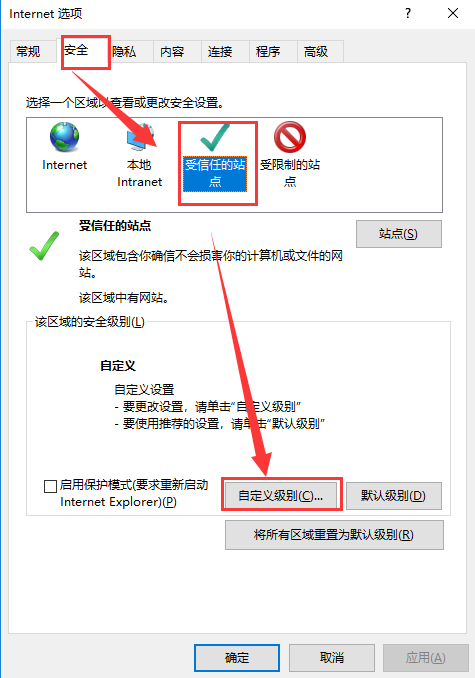 Internet 选项
?
常规 安全 隐私 内容 连接 程序 高级
选择一个区域以查看或更改安全设置。
Internet
本地
Intranet
受信任的站
点
受限制的站
点
受信任的站点
站点(S)
该区域包含你确信不会损害你的计算机或文件的网
站。
该区域中有网站。
该区域的安全级别(L)
自定义
自定义设置
- 要更改设置，请单击“自定义级别”
- 要使用推荐的设置，请单击“默认级别”
启用保护模式(要求重新启动
Internet Explorer)(P)
自定义级别(C)... 默认级别(D)
将所有区域重置为默认级别(R)
确定 取消 应用(A)